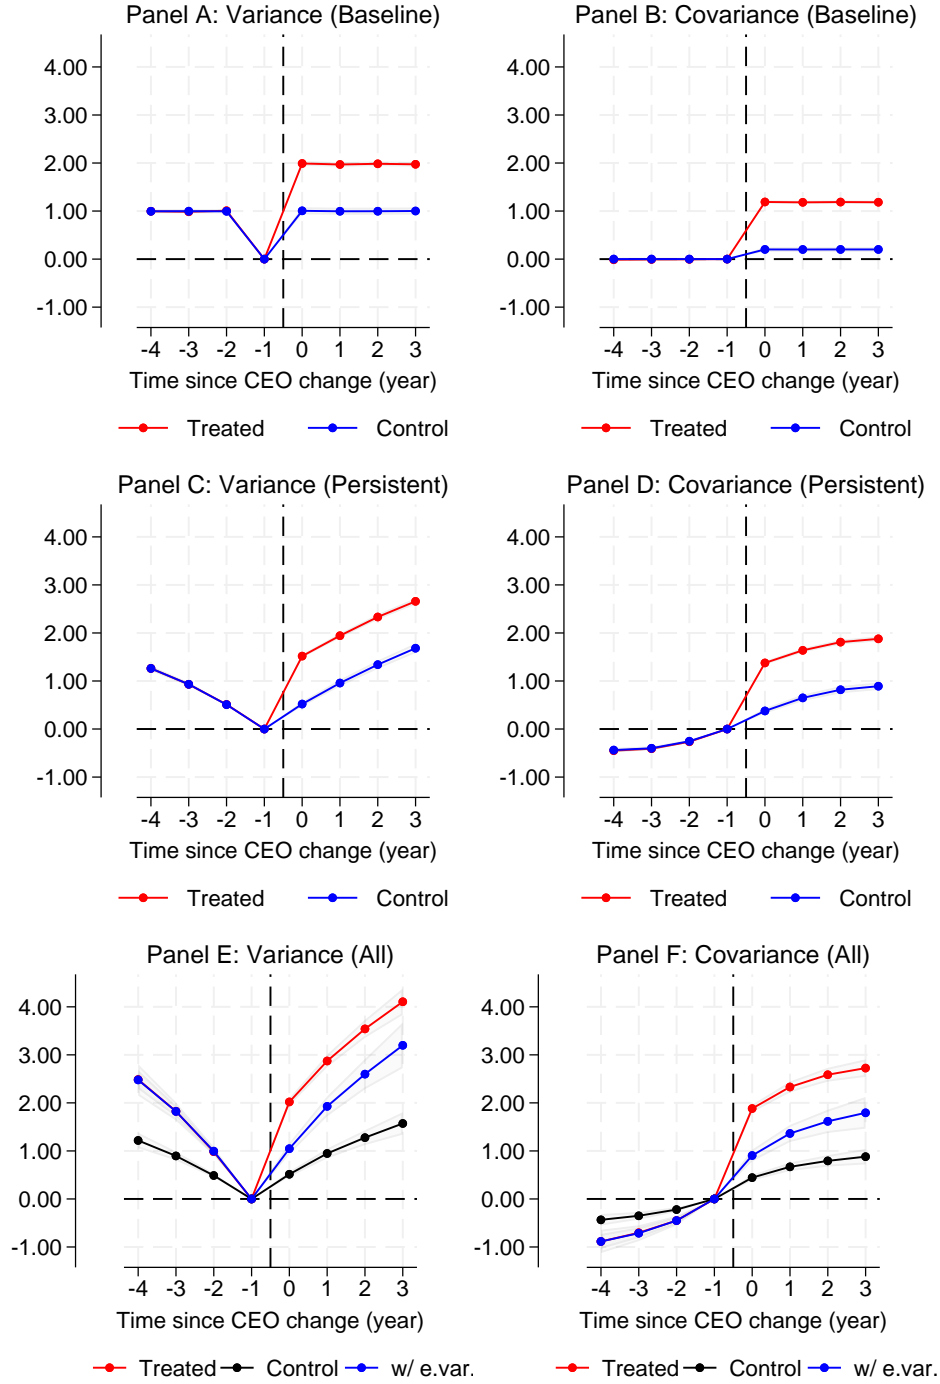 Panel A: Variance (Baseline)
4.00
3.00
2.00
1.00
0.00
-1.00
-4 -3 -2 -1 0 1 2 3
Time since CEO change (year)
Treated Control
Panel B: Covariance (Baseline)
4.00
3.00
2.00
1.00
0.00
-1.00
-4 -3 -2 -1 0 1 2 3
Time since CEO change (year)
Treated Control
Panel C: Variance (Persistent)
4.00
3.00
2.00
1.00
0.00
-1.00
-4 -3 -2 -1 0 1 2 3
Time since CEO change (year)
Treated Control
Panel D: Covariance (Persistent)
4.00
3.00
2.00
1.00
0.00
-1.00
-4 -3 -2 -1 0 1 2 3
Time since CEO change (year)
Treated Control
Panel E: Variance (All)
4.00
3.00
2.00
1.00
0.00
-1.00
-4 -3 -2 -1 0 1 2 3
Time since CEO change (year)
Treated Control w/ e.var.
Panel F: Covariance (All)
4.00
3.00
2.00
1.00
0.00
-1.00
-4 -3 -2 -1 0 1 2 3
Time since CEO change (year)
Treated Control w/ e.var.